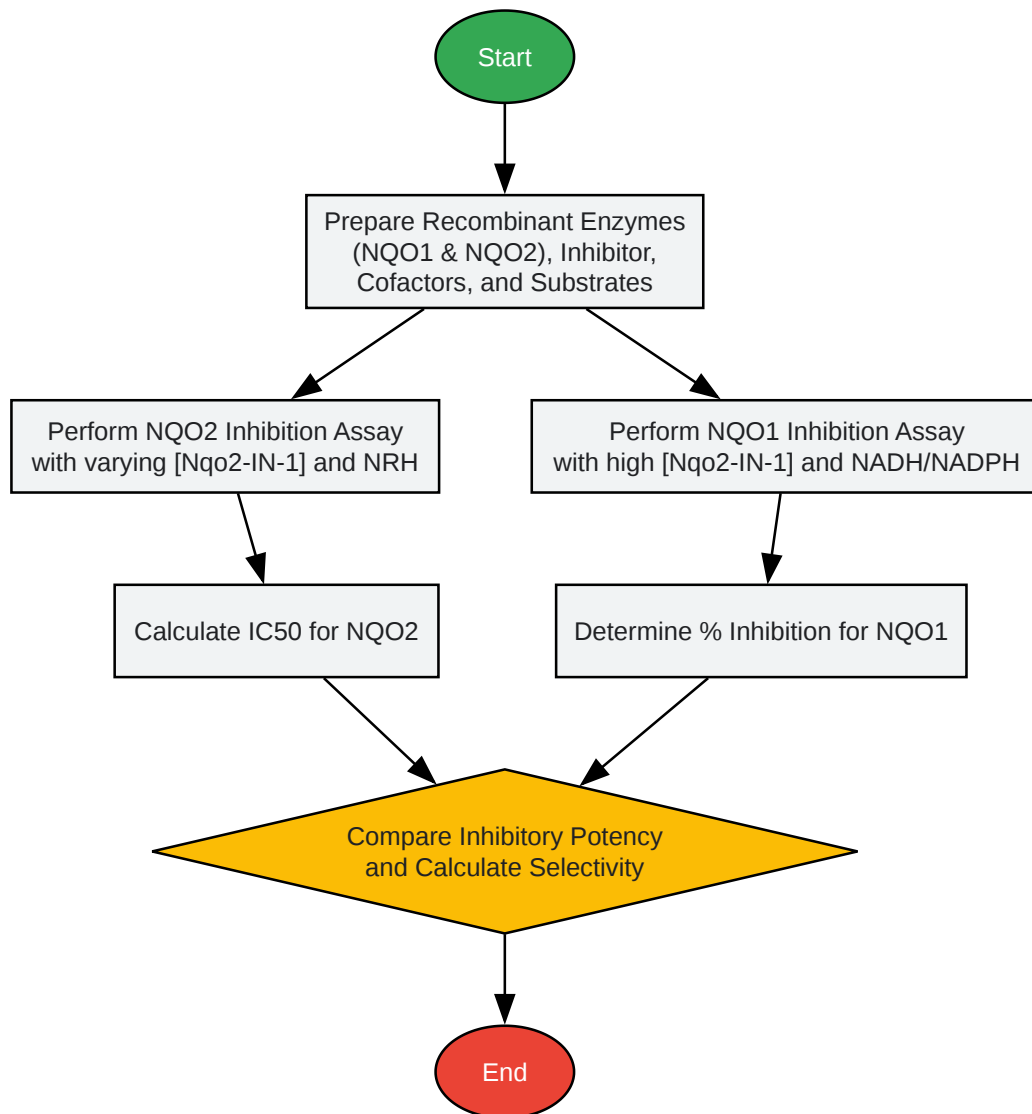 Start
Prepare Recombinant Enzymes
(NQO1 & NQO2), Inhibitor,
Cofactors, and Substrates
Perform NQO2 Inhibition Assay
with varying [Nqo2-IN-1] and NRH
Perform NQO1 Inhibition Assay
with high [Nqo2-IN-1] and NADH/NADPH
Calculate IC50 for NQO2
Determine % Inhibition for NQO1
Compare Inhibitory Potency
and Calculate Selectivity
End